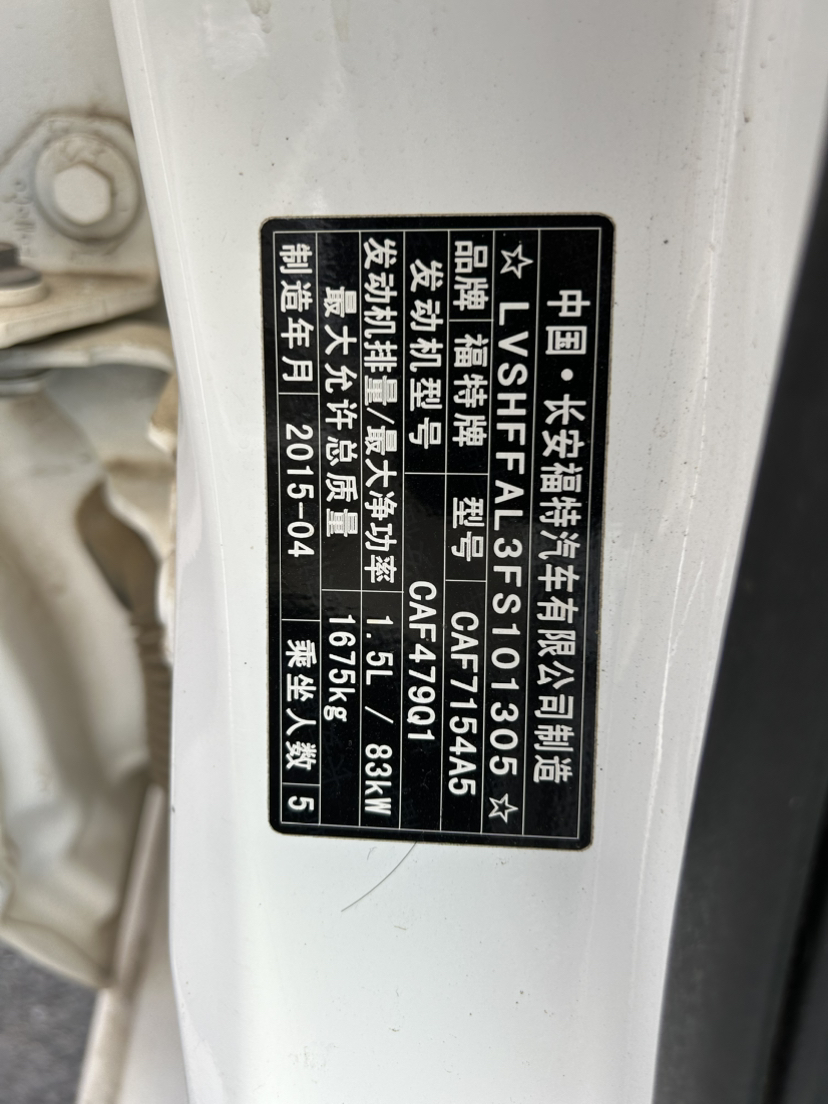 中国·长安福特汽车有限公司制造
☆ LVSHFFAL3FS101305 ☆
品牌 福特牌 型号 CAF7154A5
发动机型号 CAF479Q1
发动机排量/最大净功率 1.5L / 83kW
最大允许总质量 1675kg
制造年月 2015-04 乘坐人数 5